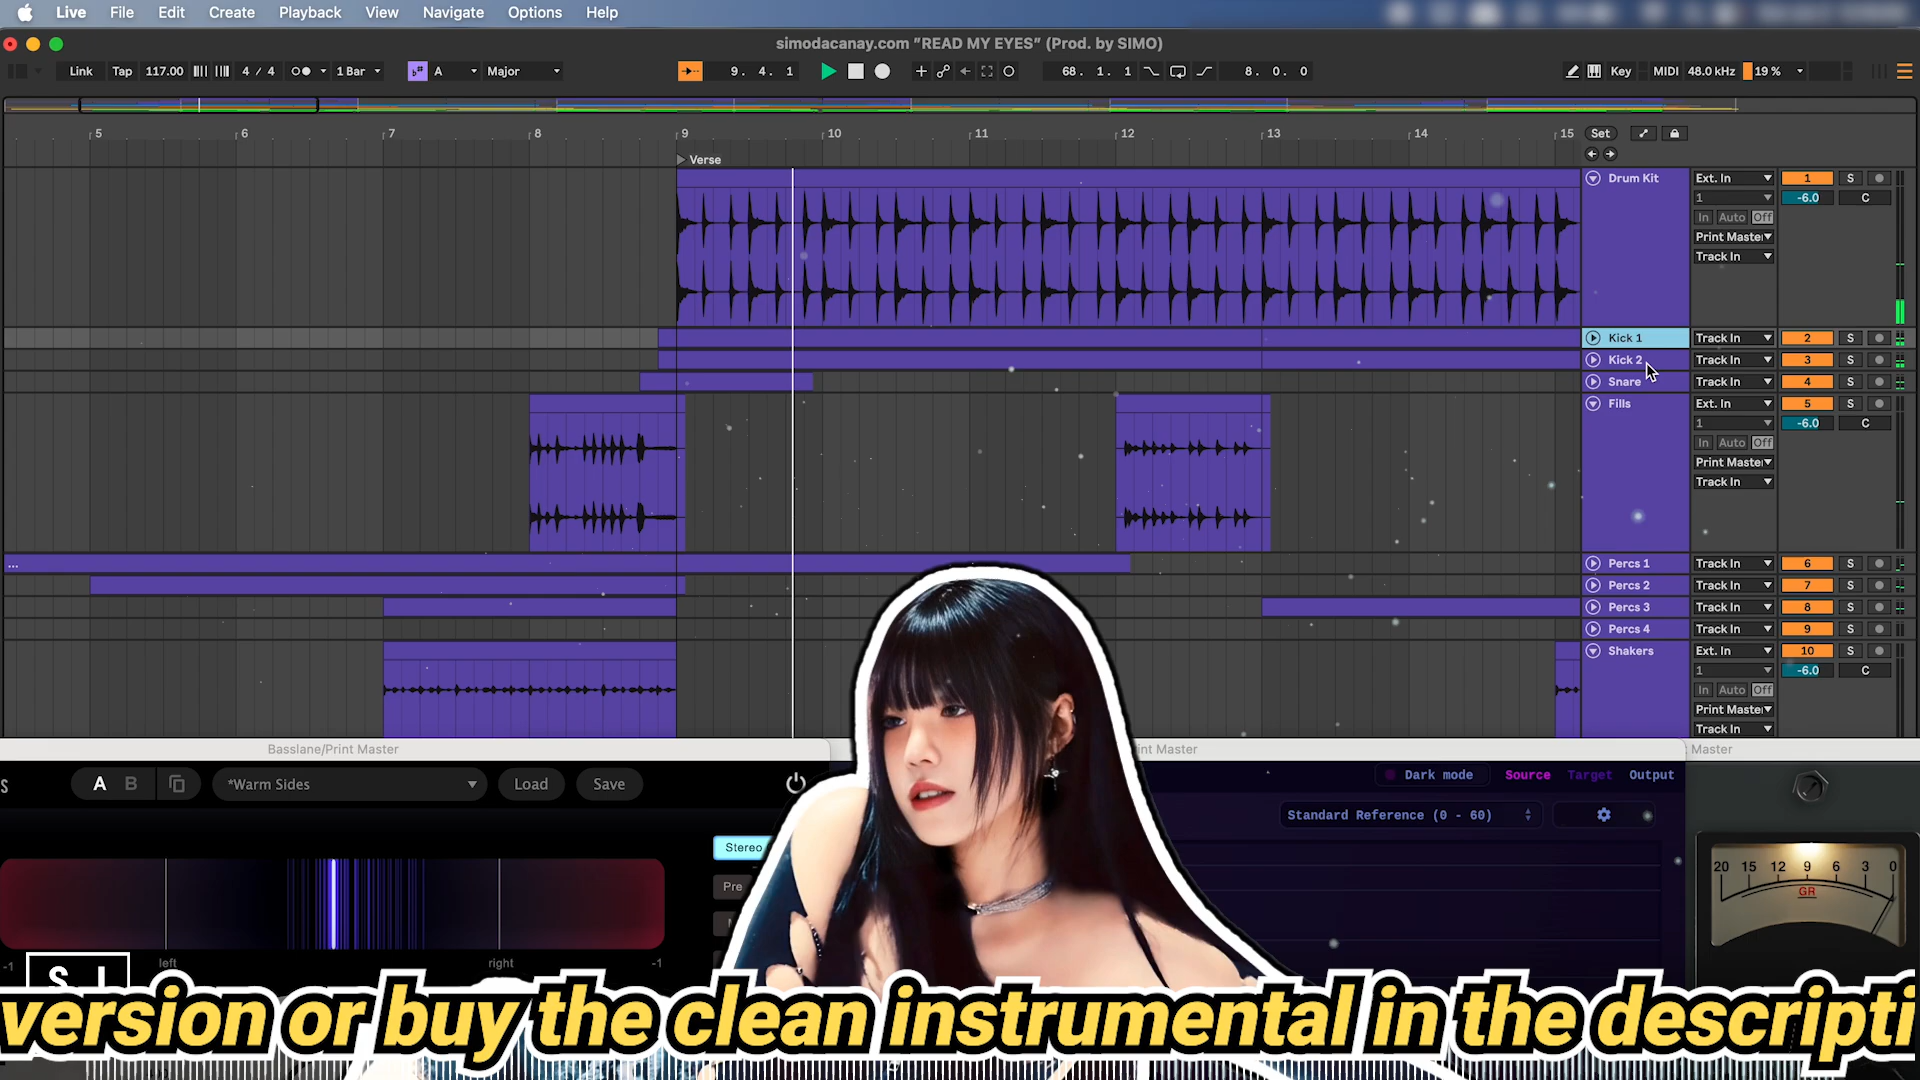 Live File Edit Create Playback View Navigate Options Help
simodacanay.com "READ MY EYES" (Prod. by SIMO)
Link Tap 117.00 4 / 4 1 Bar A Major 9. 4. 1 68. 1. 1 8. 0. 0 Key MIDI 48.0 kHz 19 %
5 6 7 8 9 10 11 12 13 14 15 Set
Verse
Drum Kit Ext. In 1 S
1 -6.0 C
In Auto Off
Print Master
Track In
Kick 1 Track In 2 S
Kick 2 Track In 3 S
Snare Track In 4 S
Fills Ext. In 5 S
1 -6.0 C
In Auto Off
Print Master
Track In
... Percs 1 Track In 6 S
Percs 2 Track In 7 S
Percs 3 Track In 8 S
Percs 4 Track In 9 S
Shakers Ext. In 10 S
1 -6.0 C
In Auto Off
Print Master
Track In
Basslane/Print Master int Master Master
s A B *Warm Sides Load Save
Dark mode Source Target Output
Standard Reference (0 - 60)
Stereo
Pre
20 15 12 9 6 3 0
GR
-1 left right -1
S I
version or buy the clean instrumental in the descripti